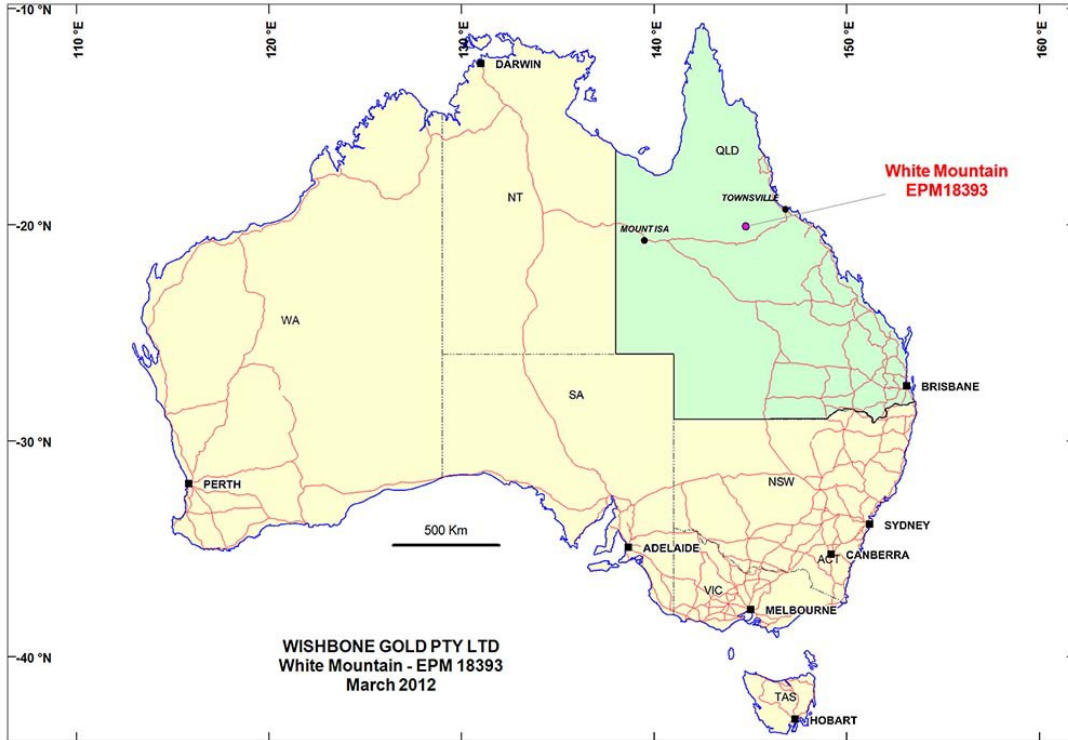 110 °E
120 °E
130 °E
140 °E
150 °E
160 °E
-10 °N
-20 °N
-30 °N
-40 °N
DARWIN
QLD
White Mountain
EPM18393
NT
TOWNSVILLE
MOUNT ISA
WA
SA
BRISBANE
PERTH
NSW
500 Km
SYDNEY
ADELAIDE
ACT
CANBERRA
VIC
MELBOURNE
WISHBONE GOLD PTY LTD
White Mountain - EPM 18393
March 2012
TAS
HOBART